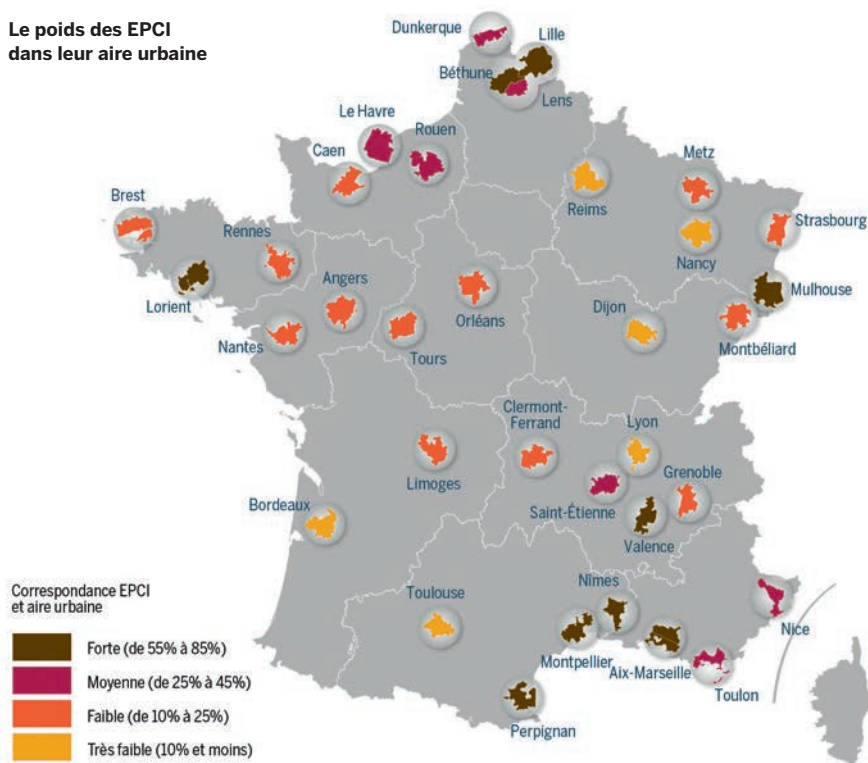 Le poids des EPCI
dans leur aire urbaine
Dunkerque
Lille
Béthune
Lens
Le Havre
Rouen
Caen
Metz
Brest
Reims
Strasbourg
Rennes
Nancy
Angers
Mulhouse
Lorient
Orléans
Dijon
Nantes
Tours
Montbéliard
Clermont-
Ferrand
Lyon
Grenoble
Limoges
Bordeaux
Saint-Étienne
Valence
Correspondance EPCI
et aire urbaine
Toulouse
Nîmes
Nice
Forte (de 55% à 85%)
Montpellier
Aix-Marseille
Moyenne (de 25% à 45%)
Toulon
Faible (de 10% à 25%)
Perpignan
Très faible (10% et moins)